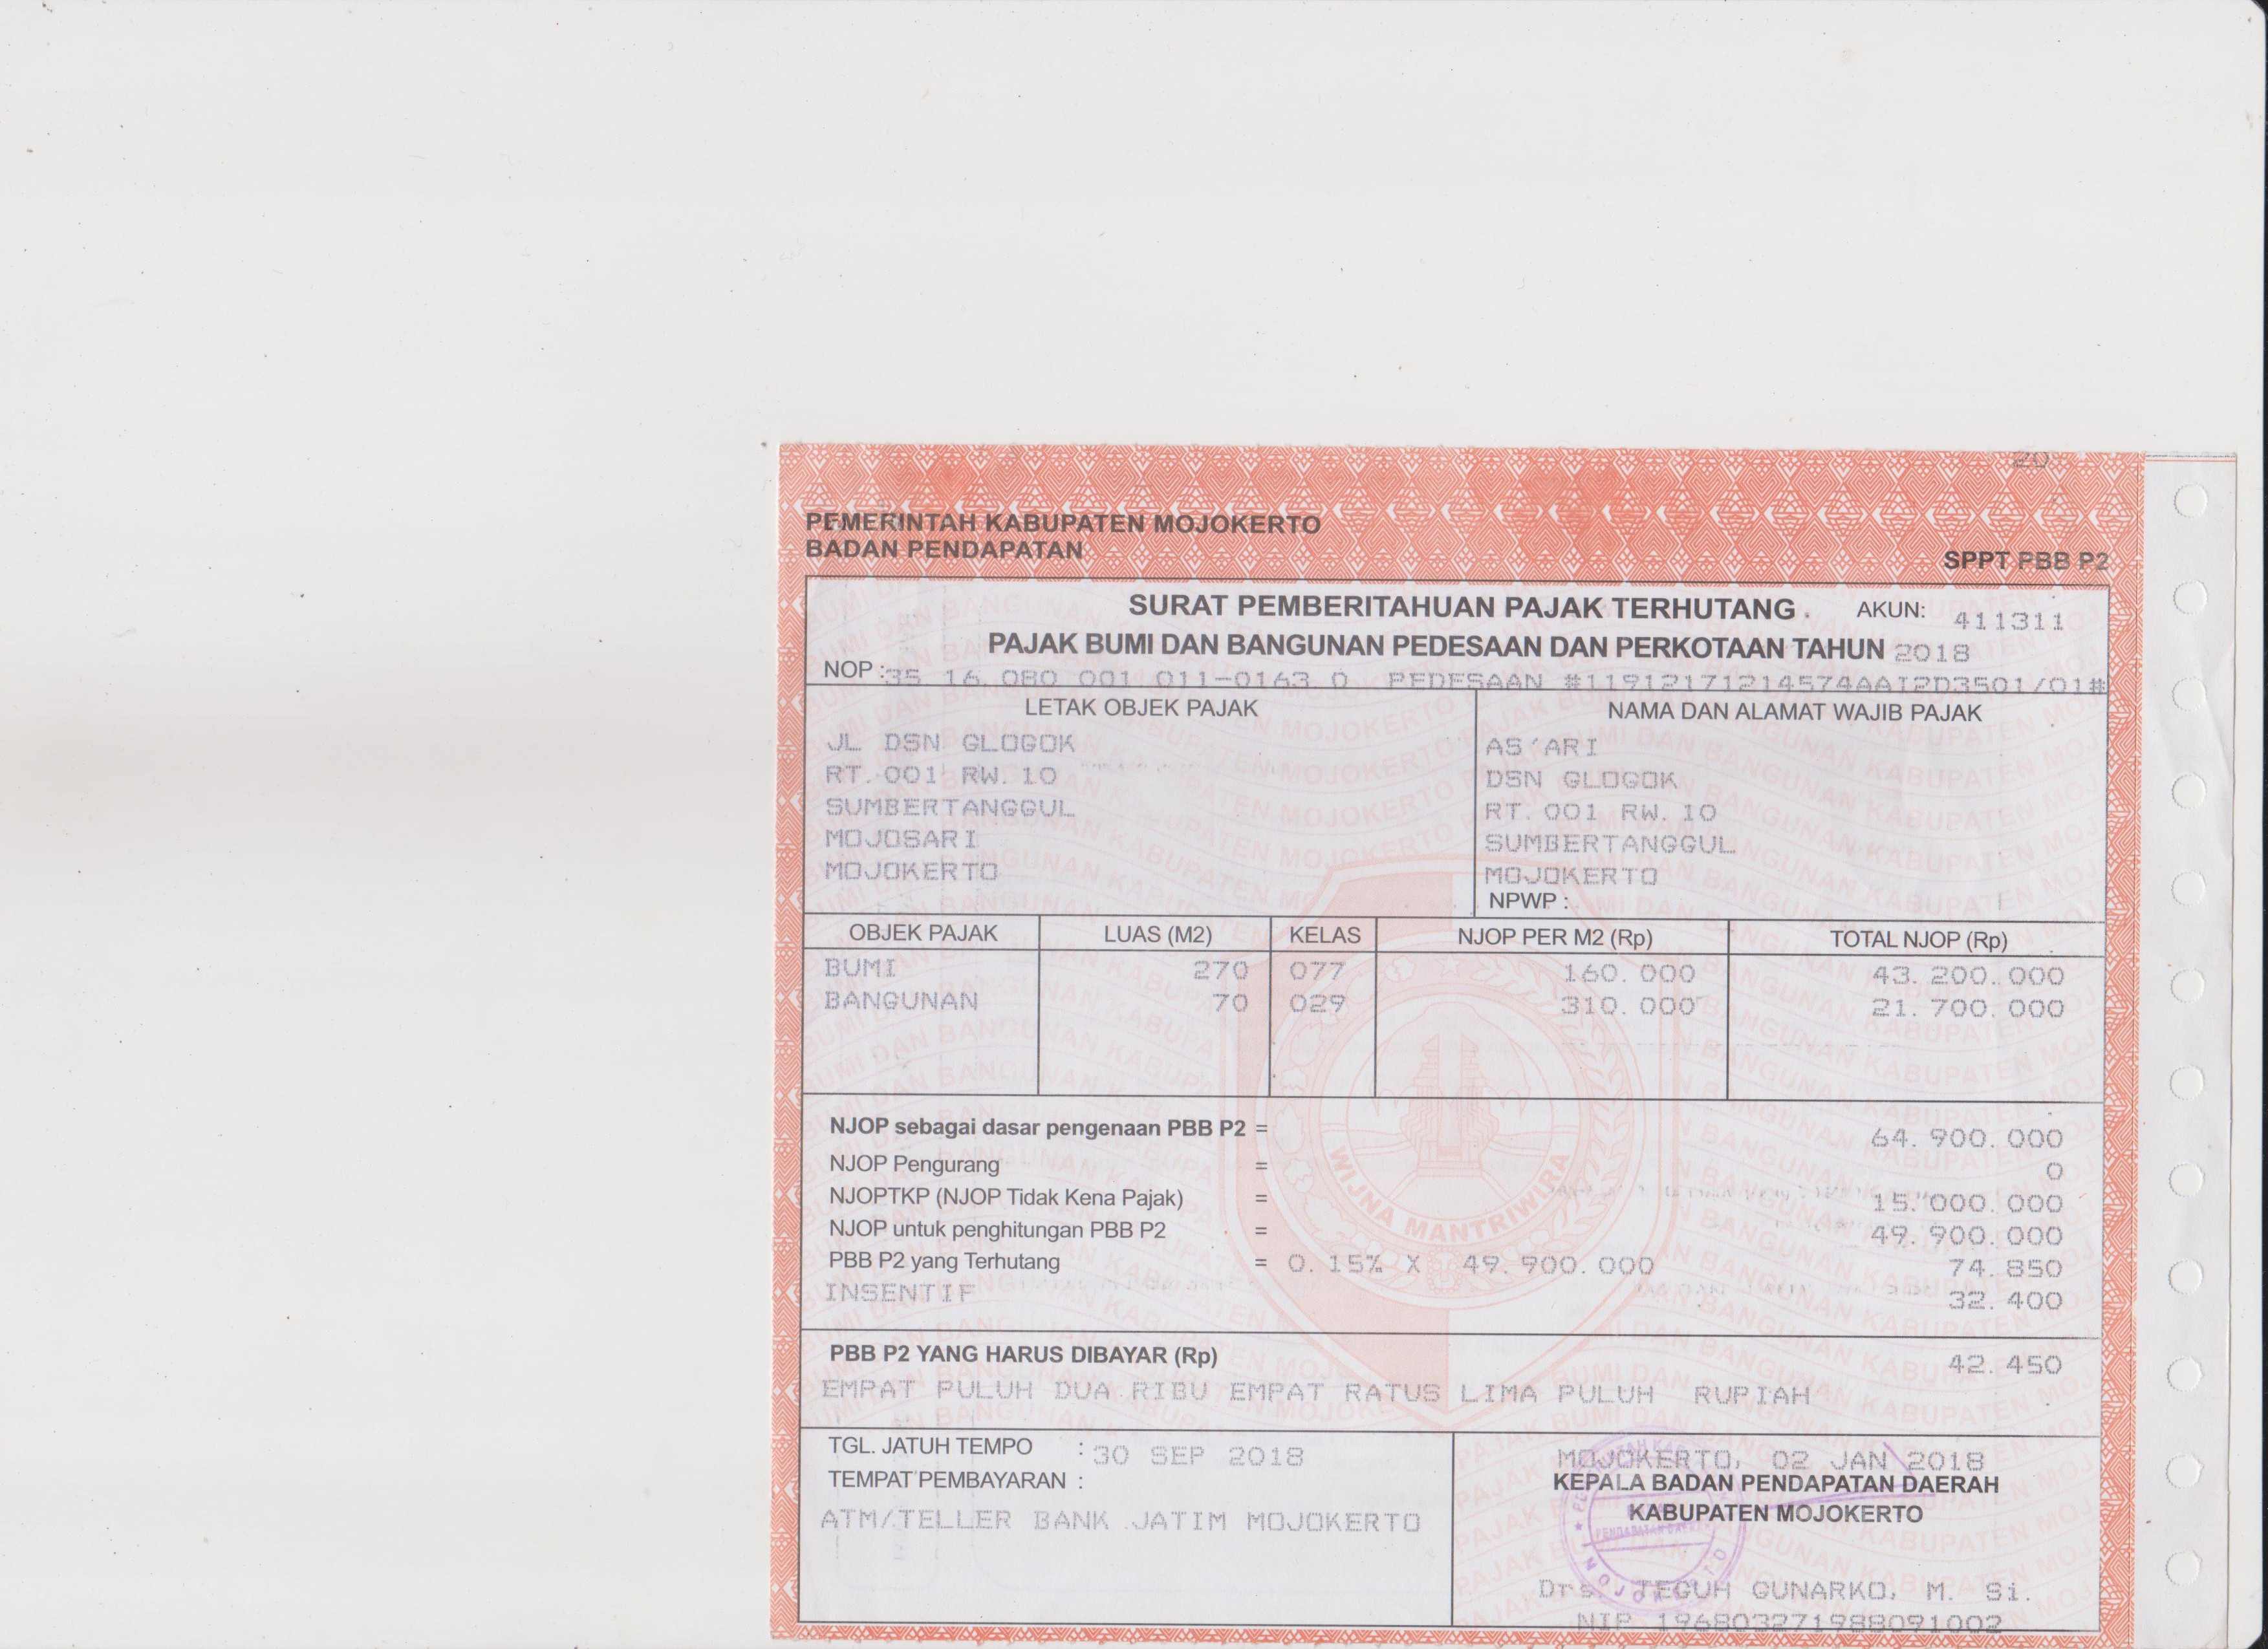 20
PEMERINTAH KABUPATEN MOJOKERTO
BADAN PENDAPATAN
SPPT PBB P2
SURAT PEMBERITAHUAN PAJAK TERHUTANG . AKUN: 411311
PAJAK BUMI DAN BANGUNAN PEDESAAN DAN PERKOTAAN TAHUN 2018
NOP :35 16.080 001.011-0163.0 PEDESAAN #11912171214574AAI2D3501/01#
LETAK OBJEK PAJAK
JL DSN GLOGOK
RT. 001 RW. 10
SUMBERTANGGUL
MOJOSARI
MOJOKERTO
NAMA DAN ALAMAT WAJIB PAJAK
AS'ARI
DSN GLOGOK
RT. 001 RW. 10
SUMBERTANGGUL
MOJOKERTO
NPWP :
OBJEK PAJAK LUAS (M2) KELAS NJOP PER M2 (Rp) TOTAL NJOP (Rp)
BUMI 270 077 160.000 43.200.000
BANGUNAN 70 029 310.000 21.700.000
NJOP sebagai dasar pengenaan PBB P2 = 64.900.000
NJOP Pengurang = 0
NJOPTKP (NJOP Tidak Kena Pajak) = 15.000.000
NJOP untuk penghitungan PBB P2 = 49.900.000
PBB P2 yang Terhutang = 0.15% X 49.900.000 74.850
INSENTIF 32.400
WIJNA MANTRIWIRA
PBB P2 YANG HARUS DIBAYAR (Rp) 42.450
EMPAT PULUH DUA RIBU EMPAT RATUS LIMA PULUH RUPIAH
TGL. JATUH TEMPO : 30 SEP 2018
TEMPAT PEMBAYARAN :
ATM/TELLER BANK JATIM MOJOKERTO
MOJOKERTO, 02 JAN 2018
KEPALA BADAN PENDAPATAN DAERAH
KABUPATEN MOJOKERTO
Drs. TEGUH GUNARKO, M. Si.
NIP 196803271988091002